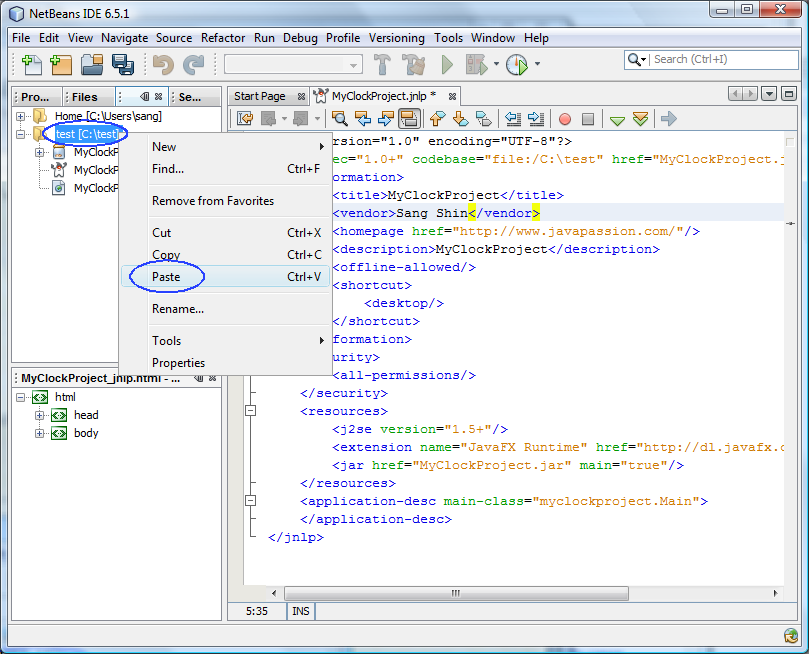 NetBeans IDE 6.5.1
File Edit View Navigate Source Refactor Run Debug Profile Versioning Tools Window Help
Search (Ctrl+I)
Pro... Files Se...
Home [C:\Users\sang]
test [C:\test]
MyClockP
MyClockP
MyClockP
New
Find... Ctrl+F
Remove from Favorites
Cut Ctrl+X
Copy Ctrl+C
Paste Ctrl+V
Rename...
Tools
Properties
MyClockProject_jnlp.html - ...
html
head
body
Start Page MyClockProject.jnlp *
ersion="1.0" encoding="UTF-8"?>
ec="1.0+" codebase="file:/C:\test" href="MyClockProject.j
ormation>
<title>MyClockProject</title>
<vendor>Sang Shin</vendor>
<homepage href="http://www.javapassion.com/"/>
<description>MyClockProject</description>
<offline-allowed/>
<shortcut>
<desktop/>
</shortcut>
formation>
urity>
<all-permissions/>
</security>
<resources>
<j2se version="1.5+"/>
<extension name="JavaFX Runtime" href="http://dl.javafx.c
<jar href="MyClockProject.jar" main="true"/>
</resources>
<application-desc main-class="myclockproject.Main">
</application-desc>
</jnlp>
5:35 INS